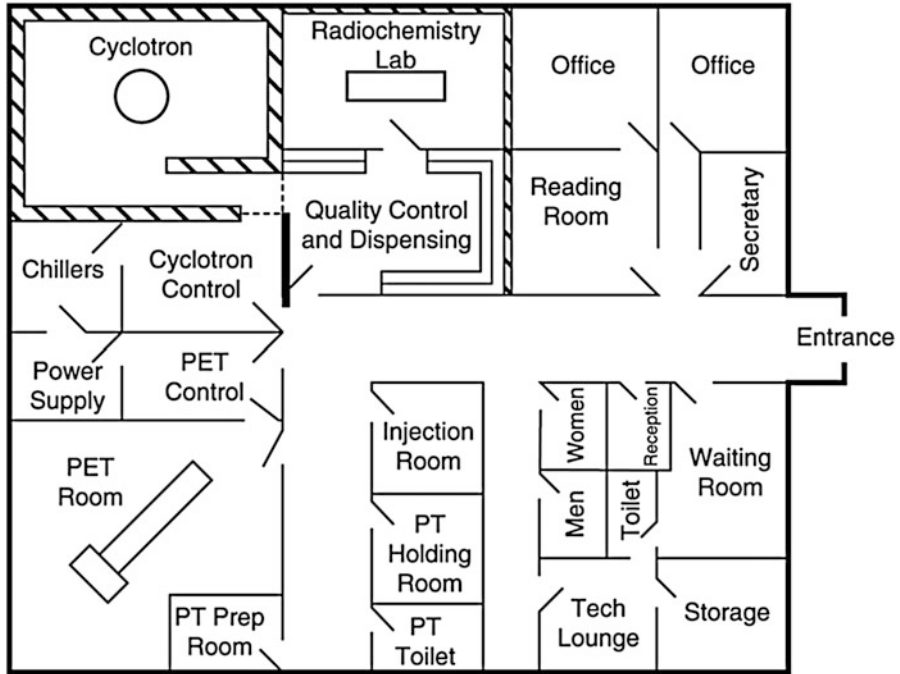 Cyclotron
Radiochemistry
Lab
Office
Office
Reading
Room
Secretary
Quality Control
and Dispensing
Chillers
Cyclotron
Control
Entrance
Power
Supply
PET
Control
Injection
Room
Women
Reception
Waiting
Room
PET
Room
PT
Holding
Room
Men
Toilet
PT Prep
Room
PT
Toilet
Tech
Lounge
Storage